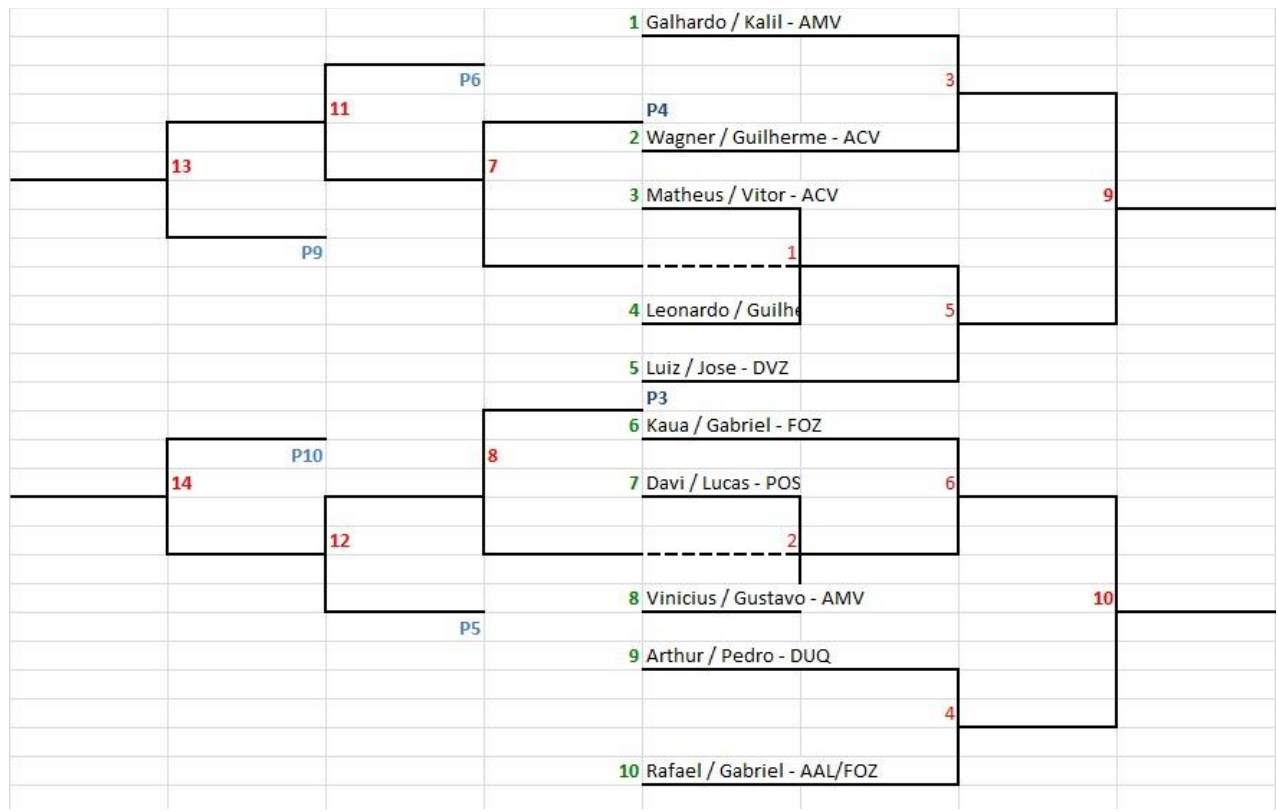 1 Galhardo / Kalil - AMV
P6
3
11
P4
2 Wagner / Guilherme - ACV
13
7
3 Matheus / Vitor - ACV
9
P9
1
4 Leonardo /
5
5 Luiz / Jose - DVZ
P3
6 Kaua / Gabriel - FOZ
P10
8
14
7 Davi / Lucas - POS
6
12
2
8 Vinicius / Gustavo - AMV
10
P5
9 Arthur / Pedro - DUQ
4
10 Rafael / Gabriel - AAL/FOZ